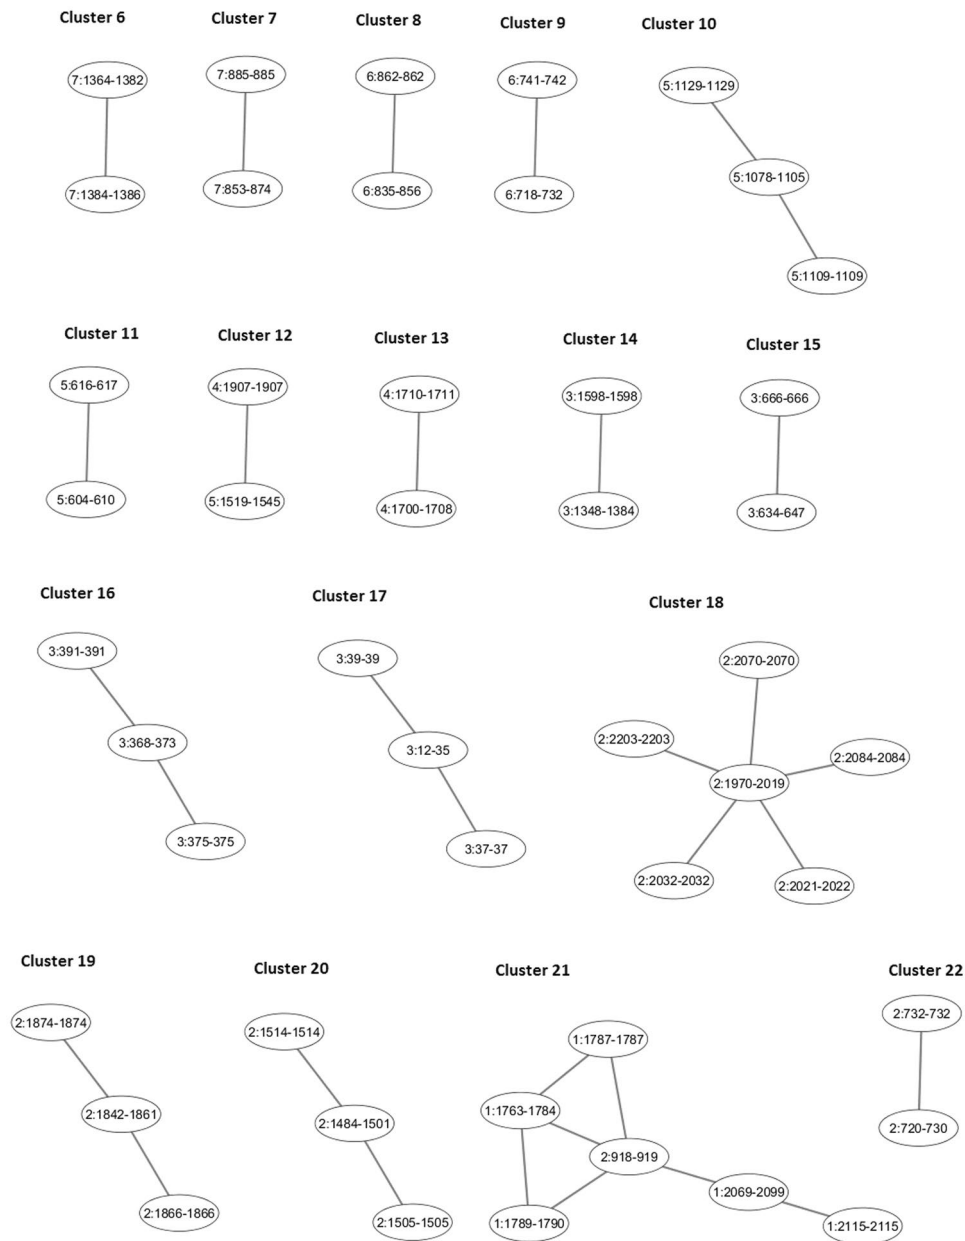 Cluster 6
7:1364-1382
7:1384-1386
Cluster 7
7:885-885
7:853-874
Cluster 8
6:862-862
6:835-856
Cluster 9
6:741-742
6:718-732
Cluster 10
5:1129-1129
5:1078-1105
5:1109-1109
Cluster 11
5:616-617
5:604-610
Cluster 12
4:1907-1907
5:1519-1545
Cluster 13
4:1710-1711
4:1700-1708
Cluster 14
3:1598-1598
3:1348-1384
Cluster 15
3:666-666
3:634-647
Cluster 16
3:391-391
3:368-373
3:375-375
Cluster 17
3:39-39
3:12-35
3:37-37
Cluster 18
2:2070-2070
2:2203-2203
2:2084-2084
2:1970-2019
2:2032-2032
2:2021-2022
Cluster 19
2:1874-1874
2:1842-1861
2:1866-1866
Cluster 20
2:1514-1514
2:1484-1501
2:1505-1505
Cluster 21
1:1787-1787
1:1763-1784
2:918-919
1:2069-2099
1:1789-1790
1:2115-2115
Cluster 22
2:732-732
2:720-730